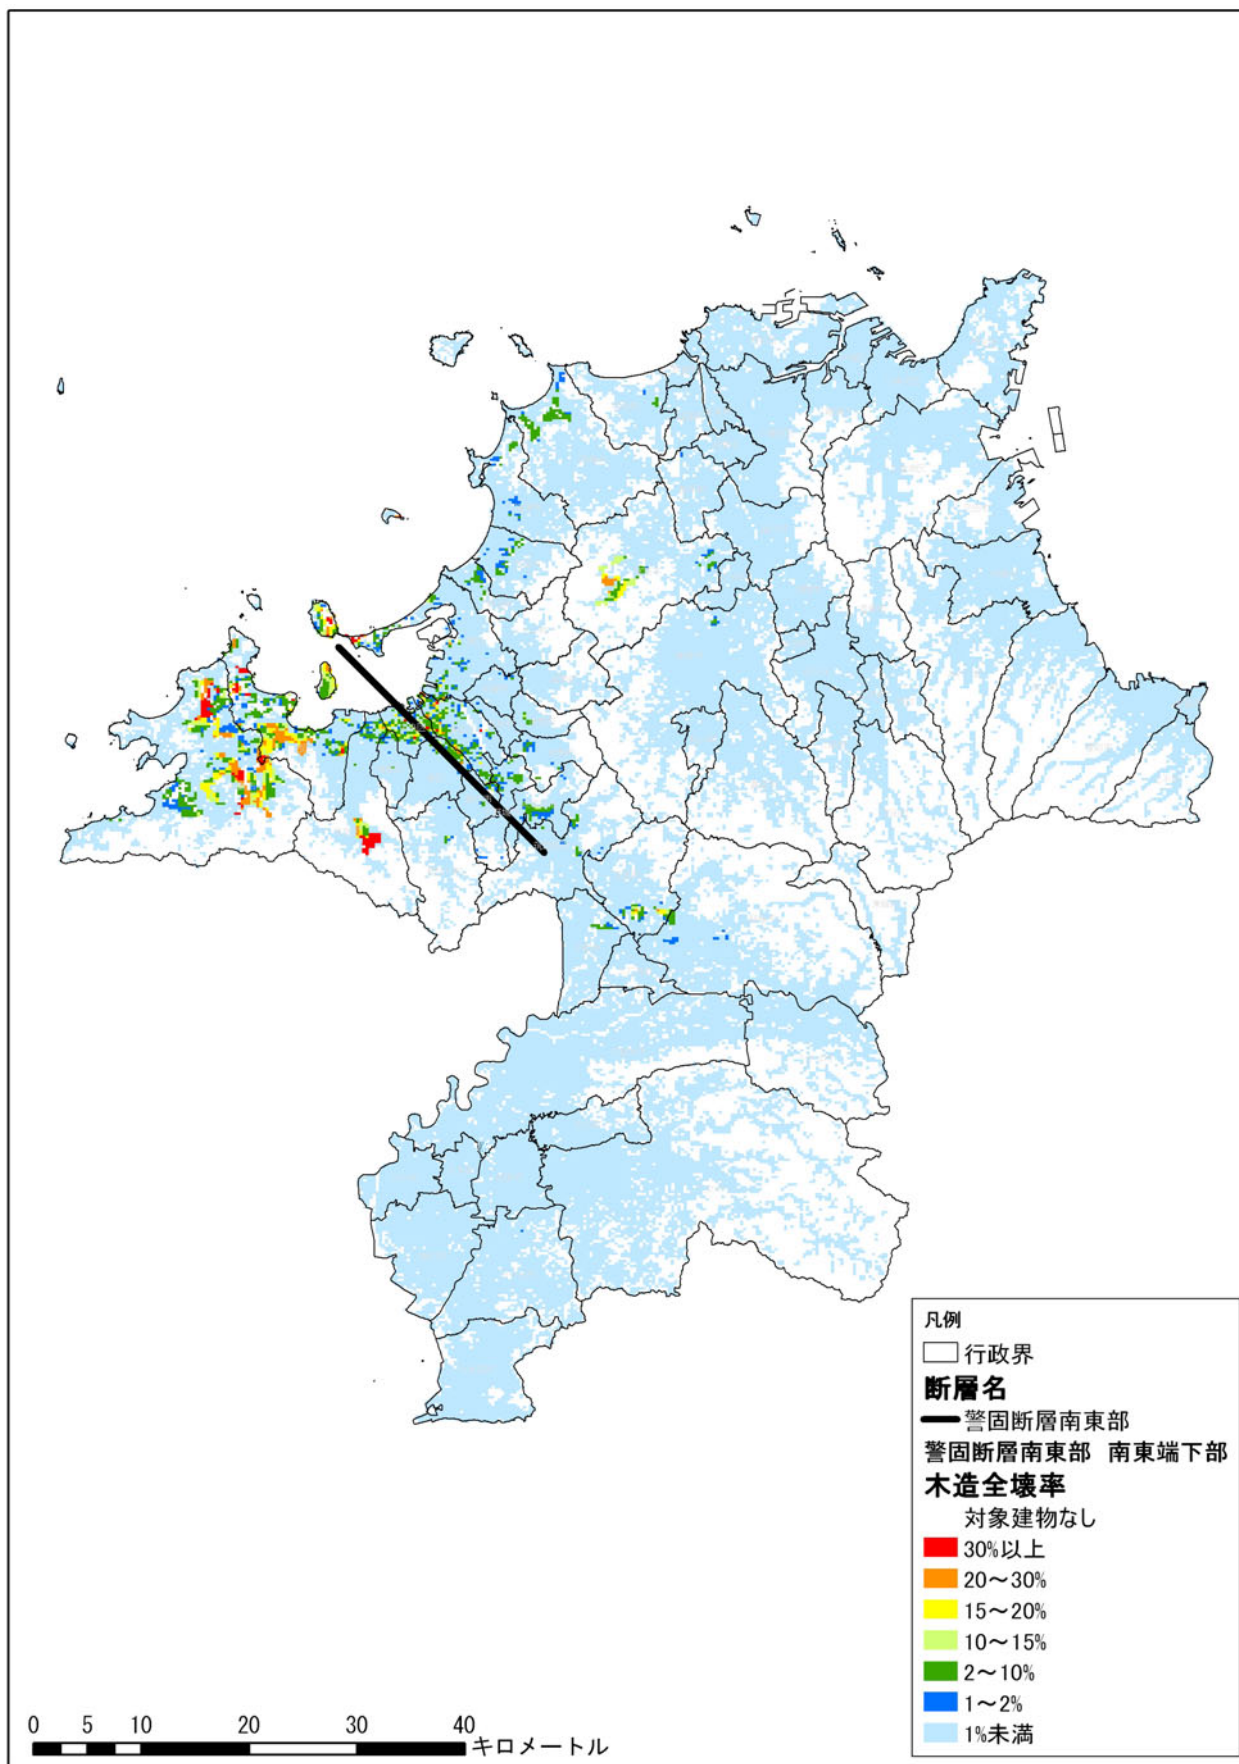 凡例
行政界
断層名
警固断層南東部
警固断層南東部 南東端下部
木造全壊率
対象建物なし
30%以上
20～30%
15～20%
10～15%
2～10%
1～2%
1%未満
0 5 10 20 30 40
キロメートル